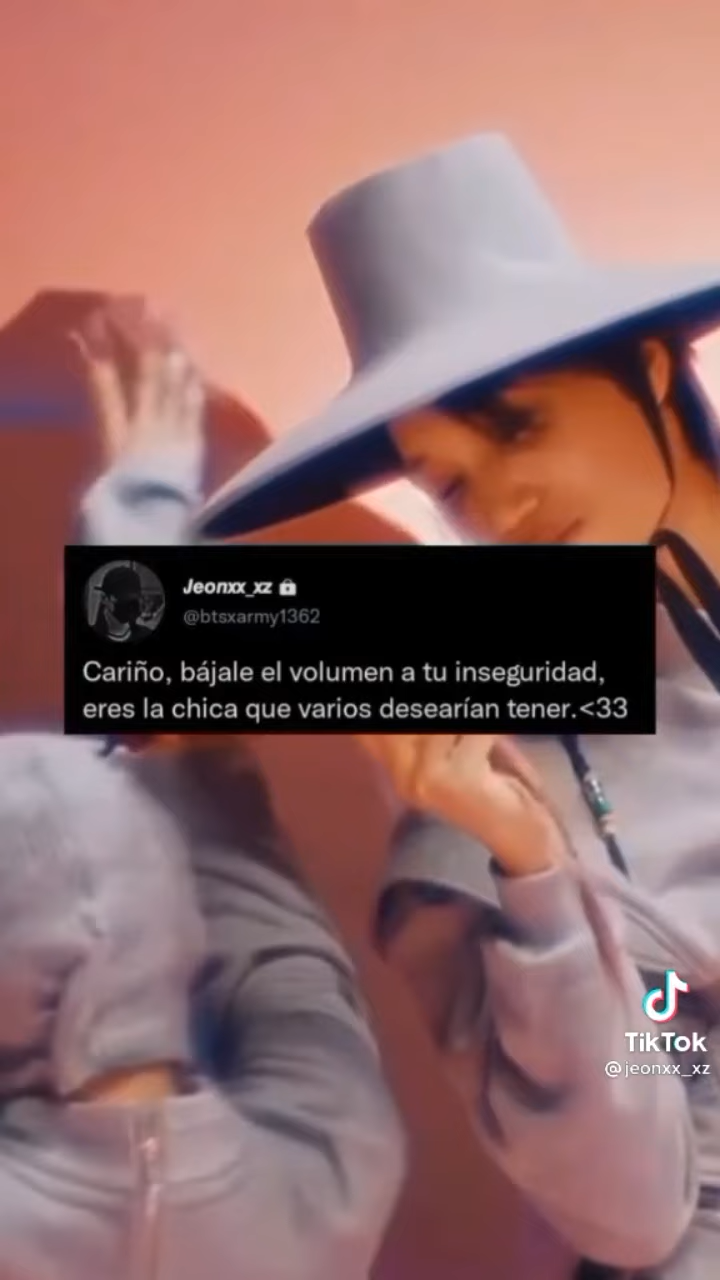 Jeonxx_xz
@btsxarmy1362
Cariño, bájale el volumen a tu inseguridad,
eres la chica que varios desearían tener.<33
TikTok
@jeonxx_xz